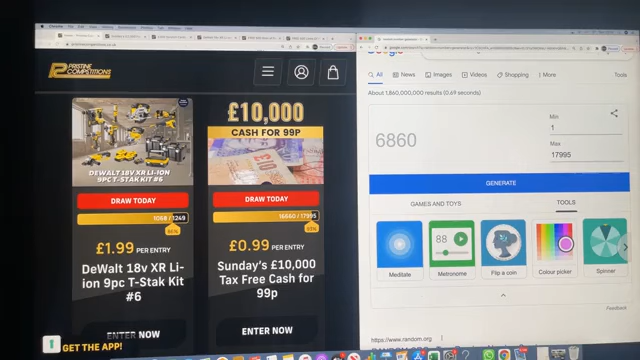 PRISTINE
COMPETITIONS
DEWALT 18V XR LI-ION
9PC T-STAK KIT #6
DRAW TODAY
1068 / 1249
86%
£1.99 PER ENTRY
DeWalt 18v XR Li-
ion 9pc T-Stak Kit
#6
ENTER NOW
£10,000
CASH FOR 99P
DRAW TODAY
16660 / 17995
93%
£0.99 PER ENTRY
Sunday's £10,000
Tax Free Cash for
99p
ENTER NOW
GET THE APP!
All
News
Images
Videos
Shopping
More
Tools
About 1,860,000,000 results (0.69 seconds)
6860
Min
1
Max
17995
GENERATE
GAMES AND TOYS
TOOLS
88
Meditate
Metronome
Flip a coin
Colour picker
Spinner
Feedback
https://www.random.org